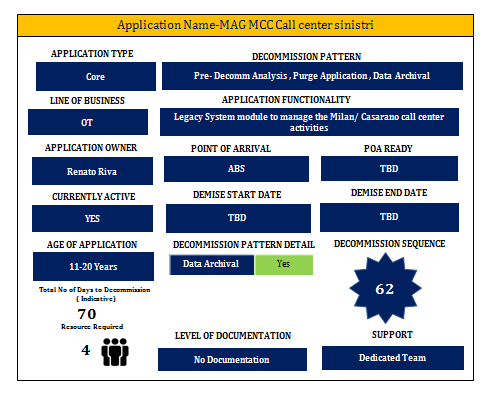 Application Name-MAG MCC Call center sinistri
APPLICATION TYPE
Core
DECOMMISSION PATTERN
Pre- Decomm Analysis , Purge Application , Data Archival
LINE OF BUSINESS
OT
APPLICATION FUNCTIONALITY
Legacy System module to manage the Milan/ Casarano call center
activities
APPLICATION OWNER
Renato Riva
POINT OF ARRIVAL
ABS
POA READY
TBD
CURRENTLY ACTIVE
YES
DEMISE START DATE
TBD
DEMISE END DATE
TBD
AGE OF APPLICATION
11-20 Years
DECOMMISSION PATTERN DETAIL
Data Archival
Yes
DECOMMISSION SEQUENCE
62
Total No of Days to Decommission
( Indicative)
70
Resource Required
4
LEVEL OF DOCUMENTATION
No Documentation
SUPPORT
Dedicated Team